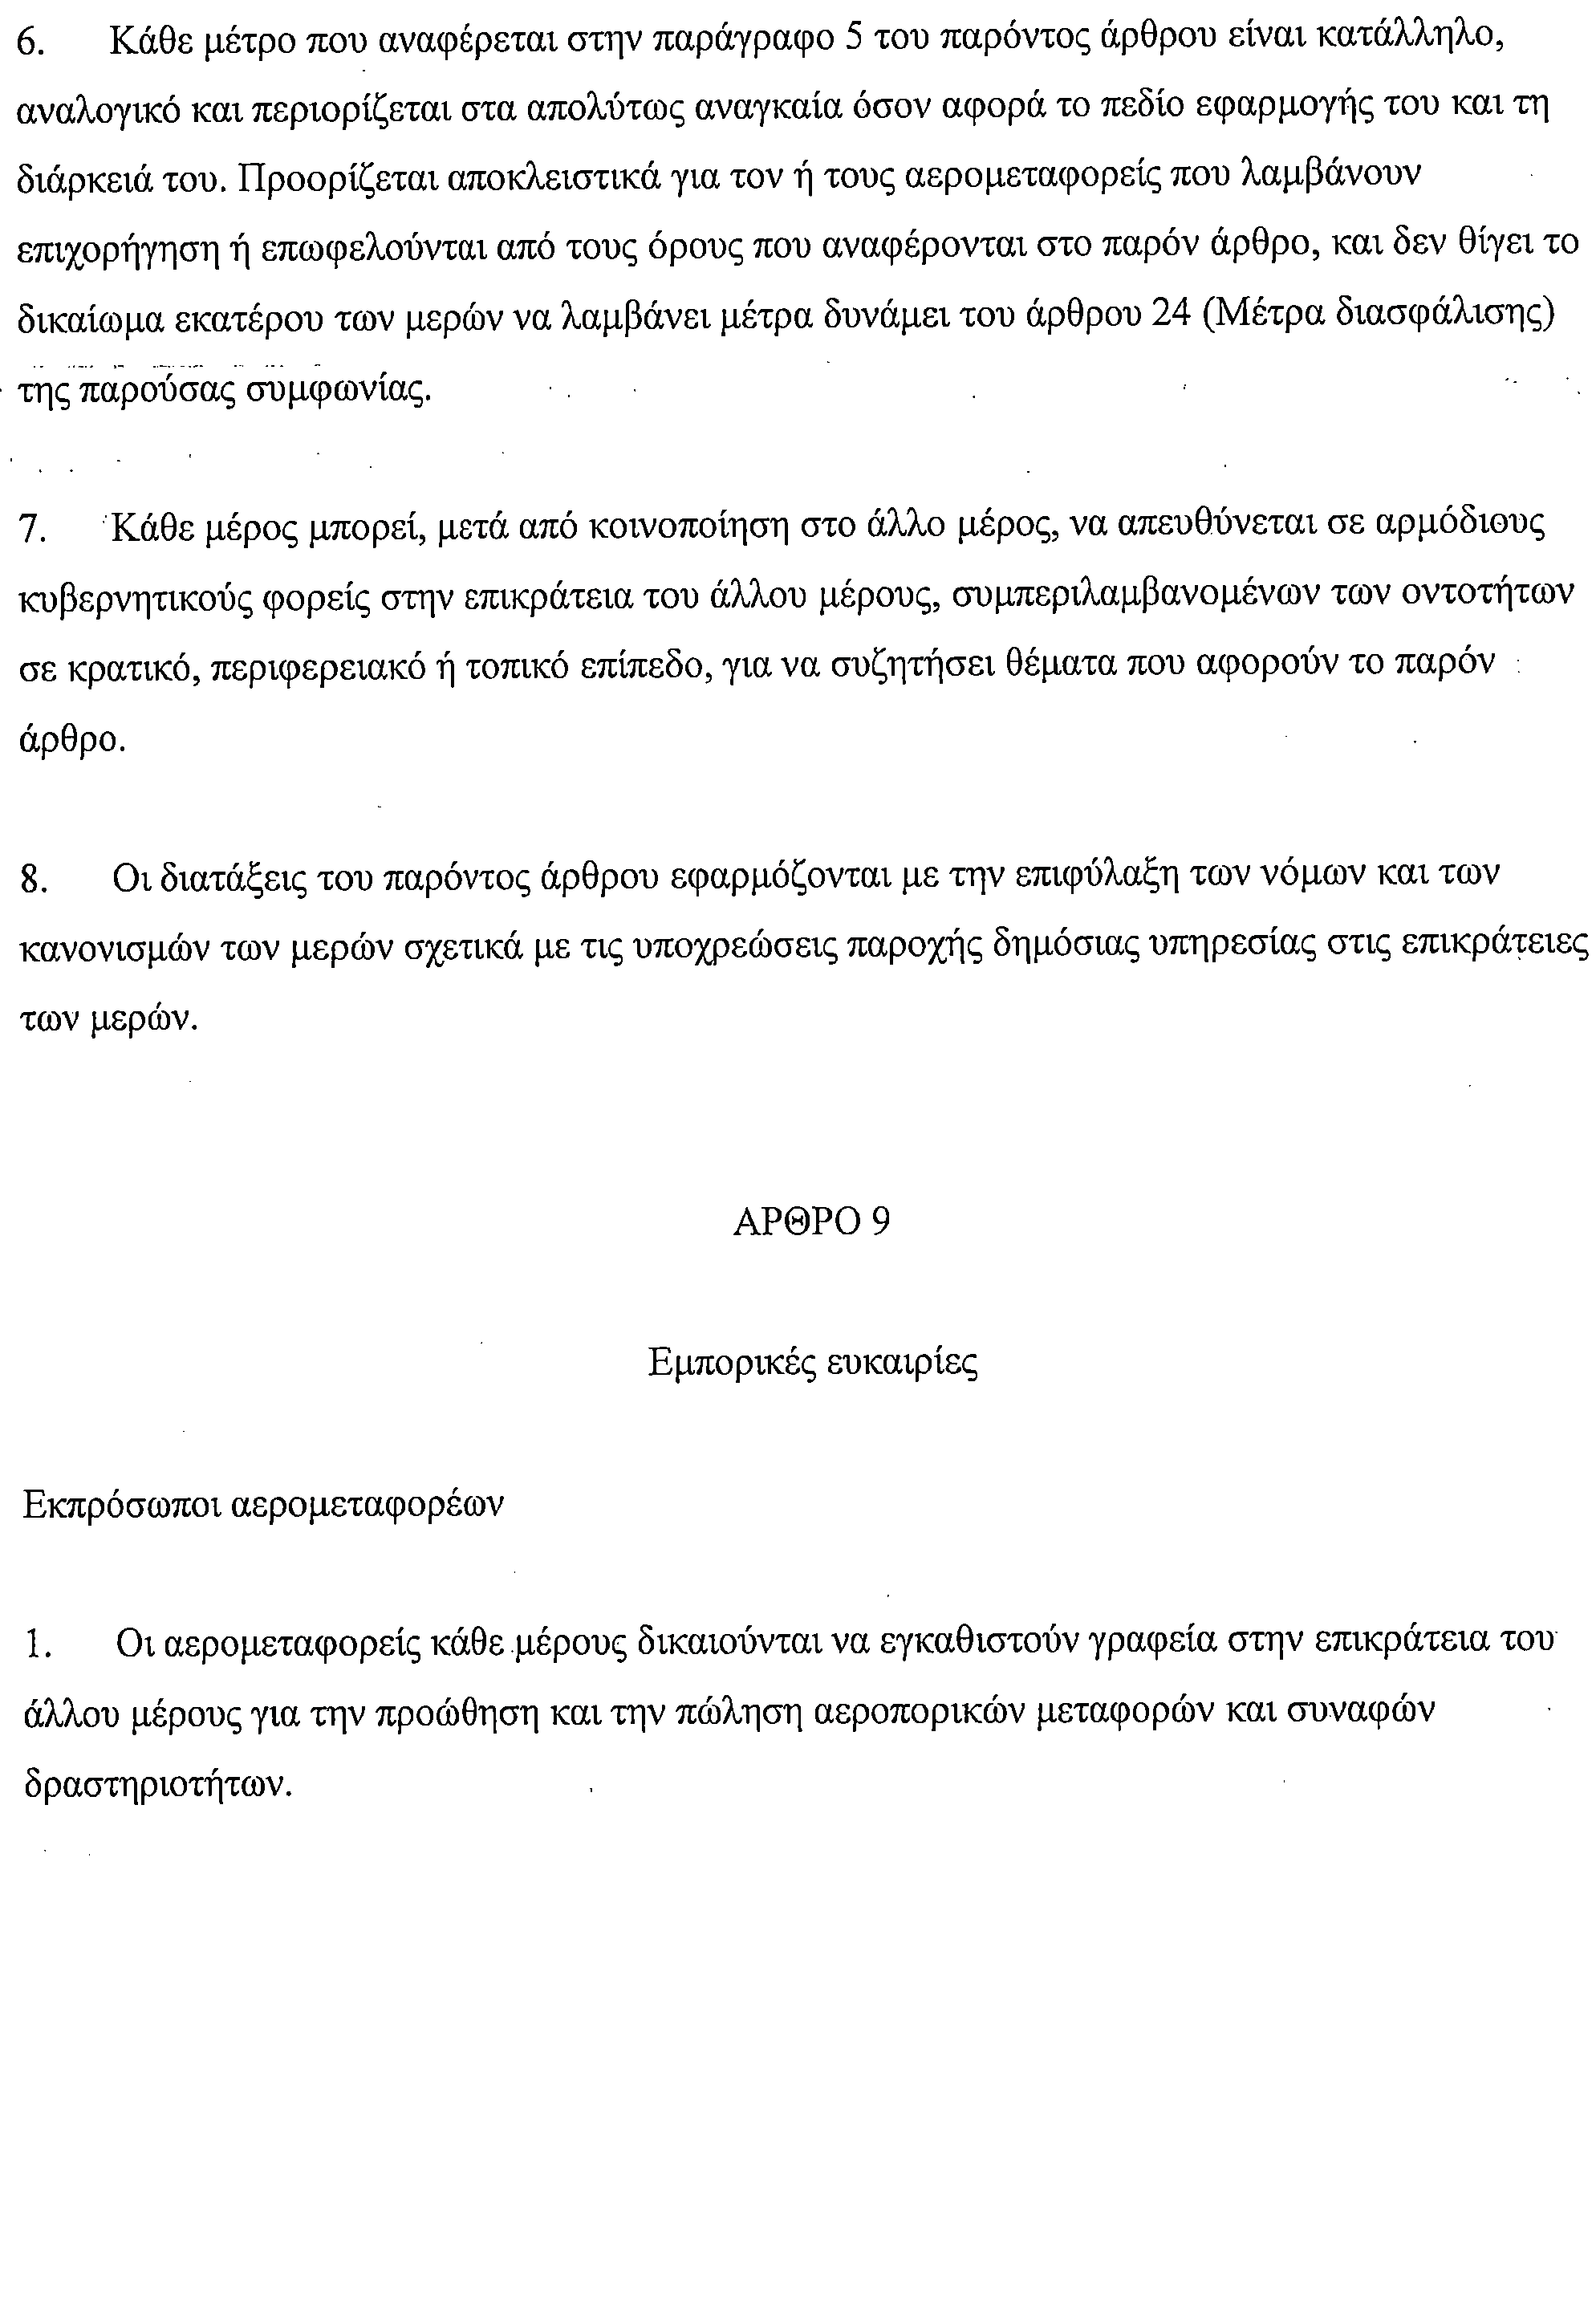 6. Κάθε μέτρο που αναφέρεται στην παράγραφο 5 του παρόντος άρθρου είναι κατάλληλο,
αναλογικό και περιορίζεται στα απολύτως αναγκαία όσον αφορά το πεδίο εφαρμογής του και τη
διάρκειά του. Προορίζεται αποκλειστικά για τον ή τους αερομεταφορείς που λαμβάνουν
επιχορήγηση ή επωφελούνται από τους όρους που αναφέρονται στο παρόν άρθρο, και δεν θίγει το
δικαίωμα εκατέρου των μερών να λαμβάνει μέτρα δυνάμει του άρθρου 24 (Μέτρα διασφάλισης)
της παρούσας συμφωνίας.
7. Κάθε μέρος μπορεί, μετά από κοινοποίηση στο άλλο μέρος, να απευθύνεται σε αρμόδιους
κυβερνητικούς φορείς στην επικράτεια του άλλου μέρους, συμπεριλαμβανομένων των οντοτήτων
σε κρατικό, περιφερειακό ή τοπικό επίπεδο, για να συζητήσει θέματα που αφορούν το παρόν
άρθρο.
8. Οι διατάξεις του παρόντος άρθρου εφαρμόζονται με την επιφύλαξη των νόμων και των
κανονισμών των μερών σχετικά με τις υποχρεώσεις παροχής δημόσιας υπηρεσίας στις επικράτειες
των μερών.
ΑΡΘΡΟ 9
Εμπορικές ευκαιρίες
Εκπρόσωποι αερομεταφορέων
1. Οι αερομεταφορείς κάθε μέρους δικαιούνται να εγκαθιστούν γραφεία στην επικράτεια του
άλλου μέρους για την προώθηση και την πώληση αεροπορικών μεταφορών και συναφών
δραστηριοτήτων.